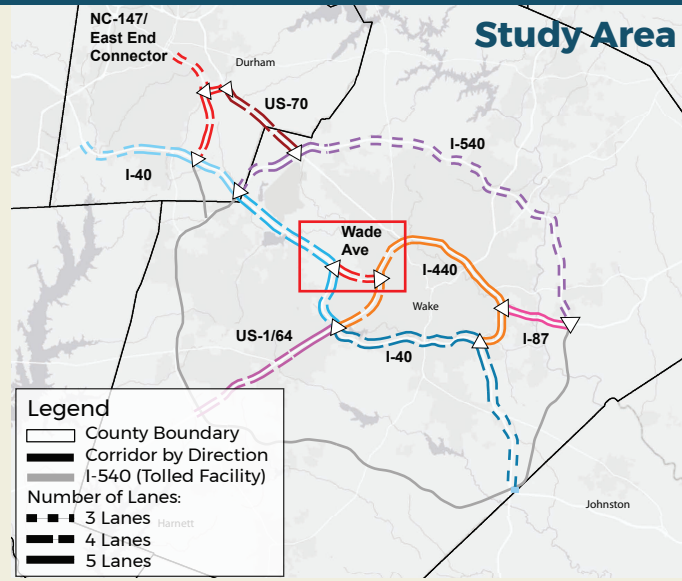 Study Area
NC-147/
East End
Connector
Durham
US-70
I-40
I-540
Wade
Ave
I-440
Wake
US-1/64
I-40
I-87
Legend
County Boundary
Corridor by Direction
I-540 (Tolled Facility)
Number of Lanes:
3 Lanes
4 Lanes
5 Lanes
Harnett
Johnston